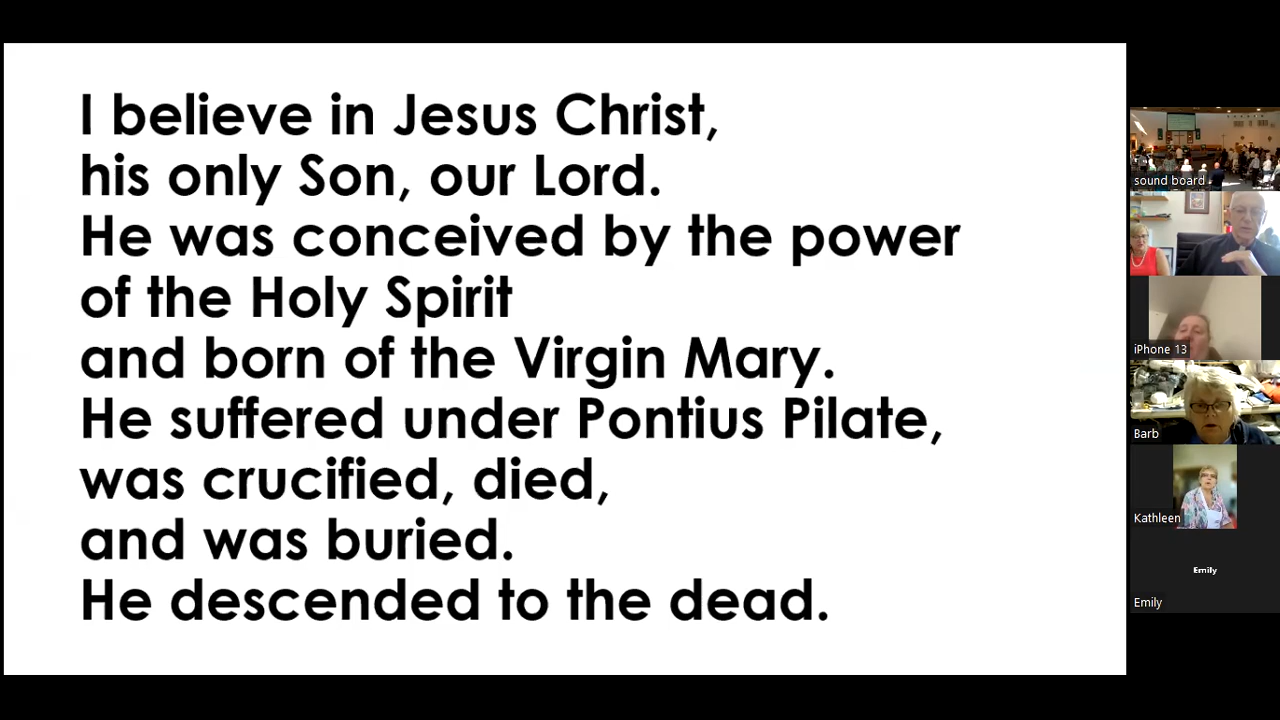 I believe in Jesus Christ,
his only Son, our Lord.
He was conceived by the power
of the Holy Spirit
and born of the Virgin Mary.
He suffered under Pontius Pilate,
was crucified, died,
and was buried.
He descended to the dead.
sound board
iPhone 13
Barb
Kathleen
Emily
Emily